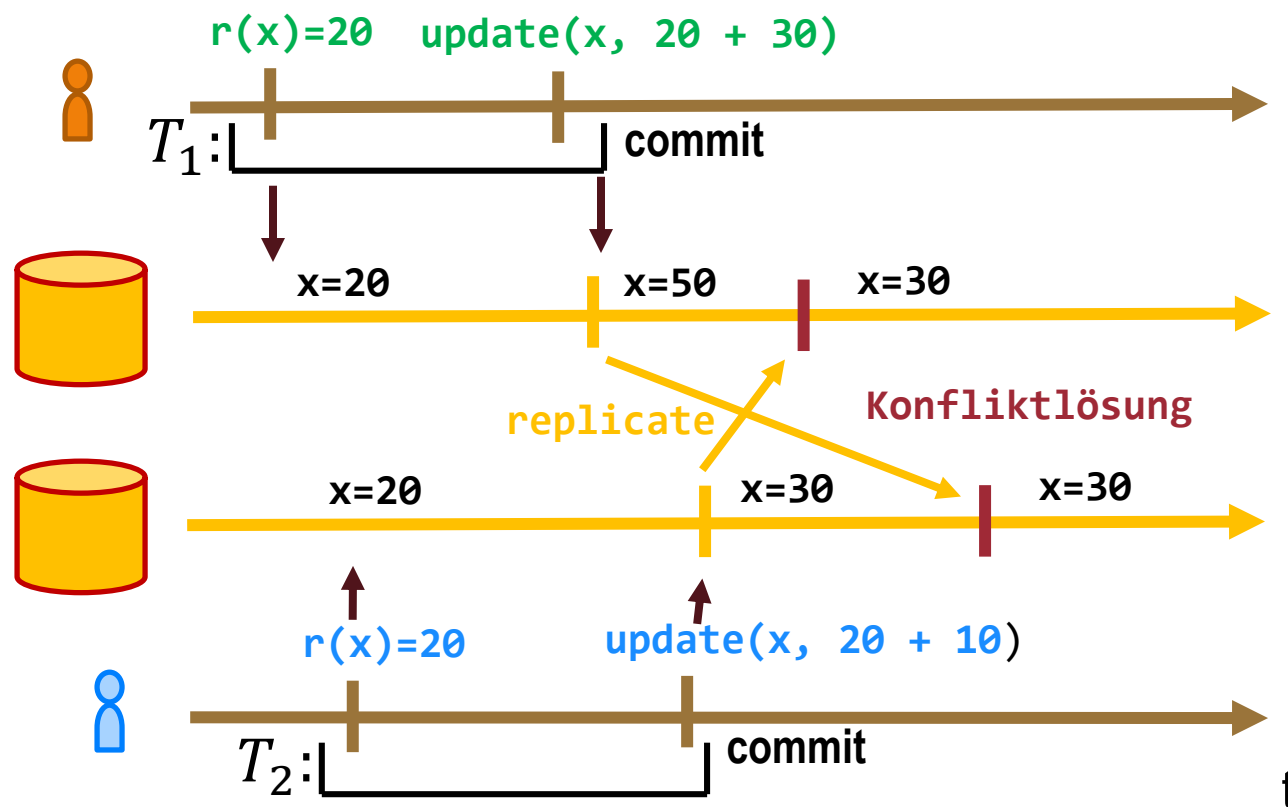 r(x)=20 update(x, 20 + 30)
T1: commit
x=20 x=50 x=30
replicate Konfliktlösung
x=20 x=30 x=30
r(x)=20 update(x, 20 + 10)
T2: commit